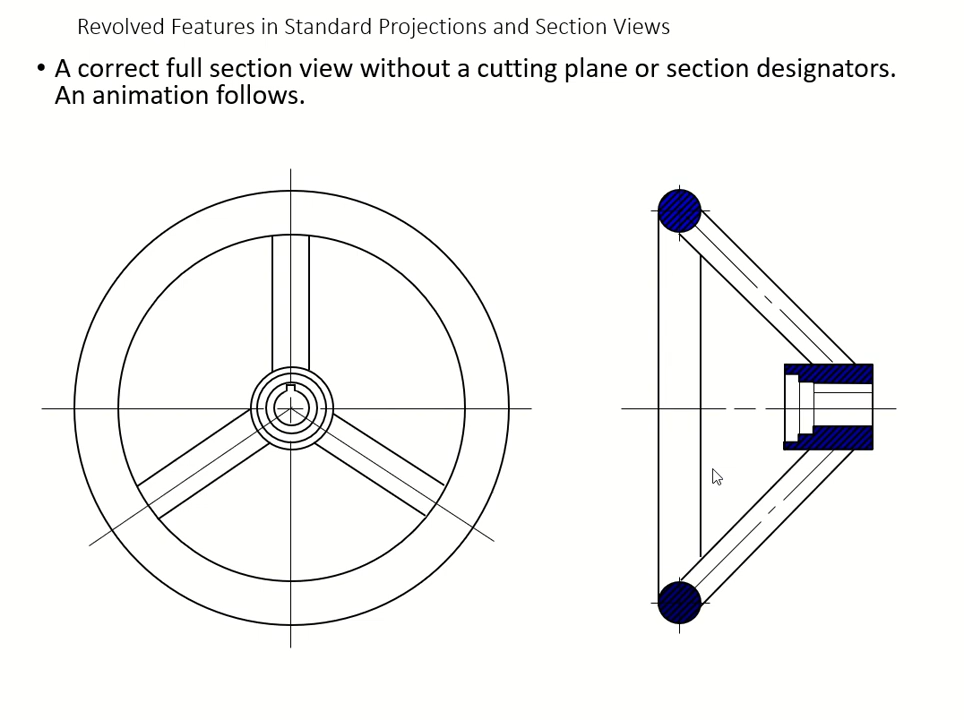 Revolved Features in Standard Projections and Section Views
• A correct full section view without a cutting plane or section designators.
An animation follows.